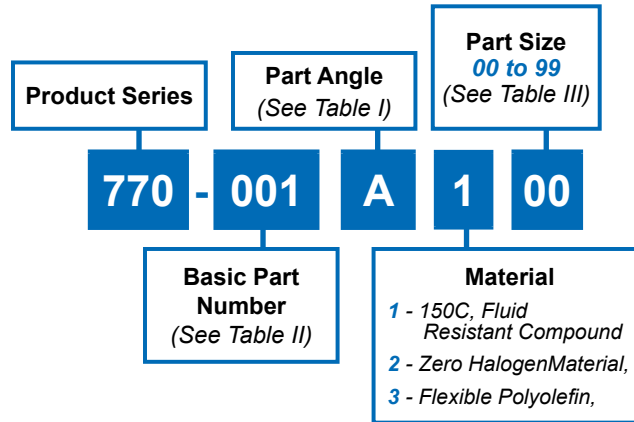 Part Size
00 to 99
(See Table III)
Part Angle
(See Table I)
Product Series
770 - 001 A 1 00
Basic Part
Number
(See Table II)
Material
1 - 150C, Fluid
Resistant Compound
2 - Zero HalogenMaterial,
3 - Flexible Polyolefin,